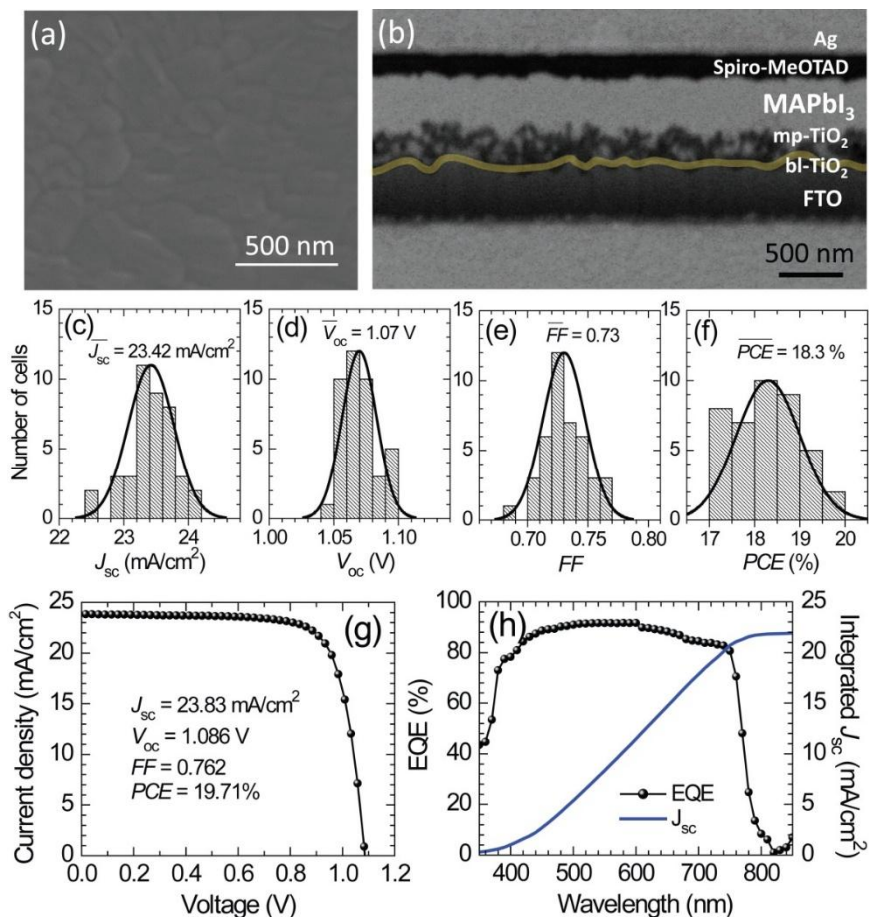 (a)
500 nm
(b)
Ag
Spiro-MeOTAD
MAPbI₃
mp-TiO₂
bl-TiO₂
FTO
500 nm
Number of cells
15
10
5
0
(c)
J̅sc = 23.42 mA/cm²
22 23 24
Jsc (mA/cm²)
15
10
5
0
(d)
V̅oc = 1.07 V
1.00 1.05 1.10
Voc (V)
15
10
5
0
(e)
F̅F̅ = 0.73
0.70 0.75 0.80
FF
15
10
5
0
(f)
P̅C̅E̅ = 18.3 %
17 18 19 20
PCE (%)
Current density (mA/cm²)
25
20
15
10
5
0
(g)
Jsc = 23.83 mA/cm²
Voc = 1.086 V
FF = 0.762
PCE = 19.71%
0.0 0.2 0.4 0.6 0.8 1.0 1.2
Voltage (V)
EQE (%)
100
80
60
40
20
0
(h)
EQE
Jsc
400 500 600 700 800
Wavelength (nm)
25
20
15
10
5
0
Integrated Jsc (mA/cm²)